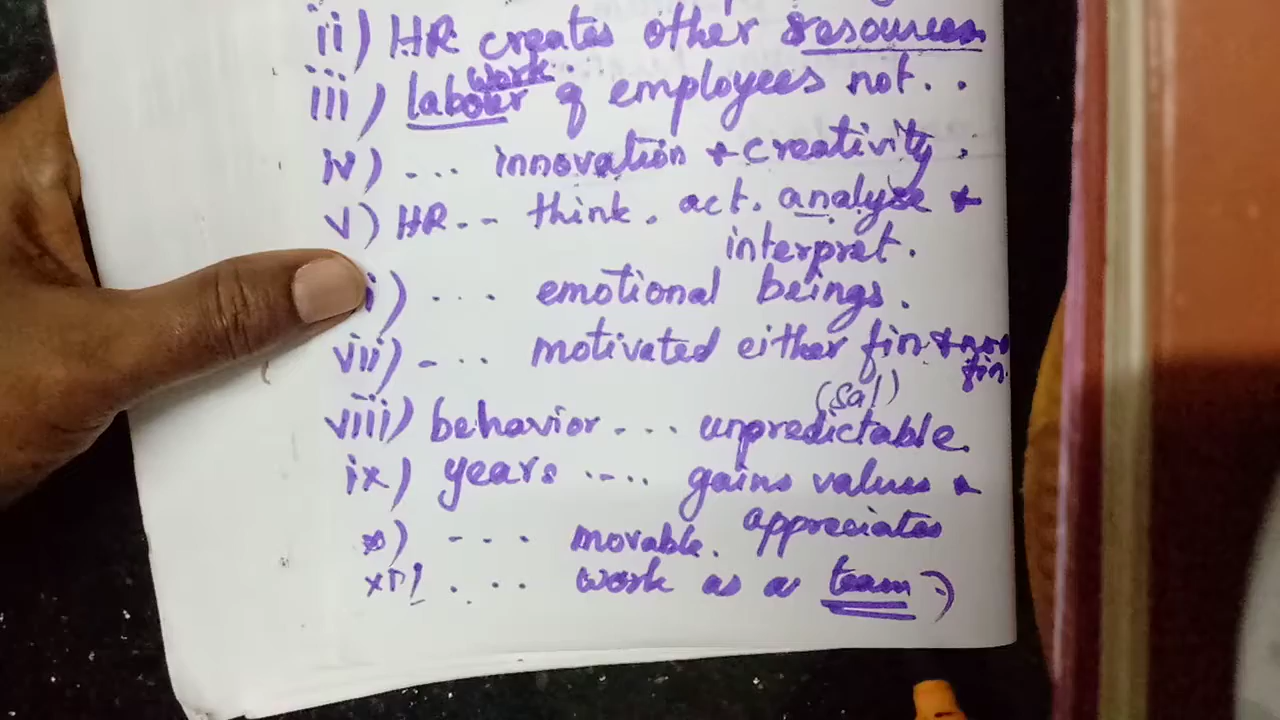 ii) HR creates other resources
work
iii) labour of employees not. .
iv) ... innovation + creativity.
v) HR.. think, act, analyse +
interpret.
i) ... emotional beings.
vii) - ... motivated either fin. + non
fin.
(sal)
viii) behavior ... unpredictable.
ix) years .... gains values +
appreciates
x) - - - movable.
xi) .... work as a team :)